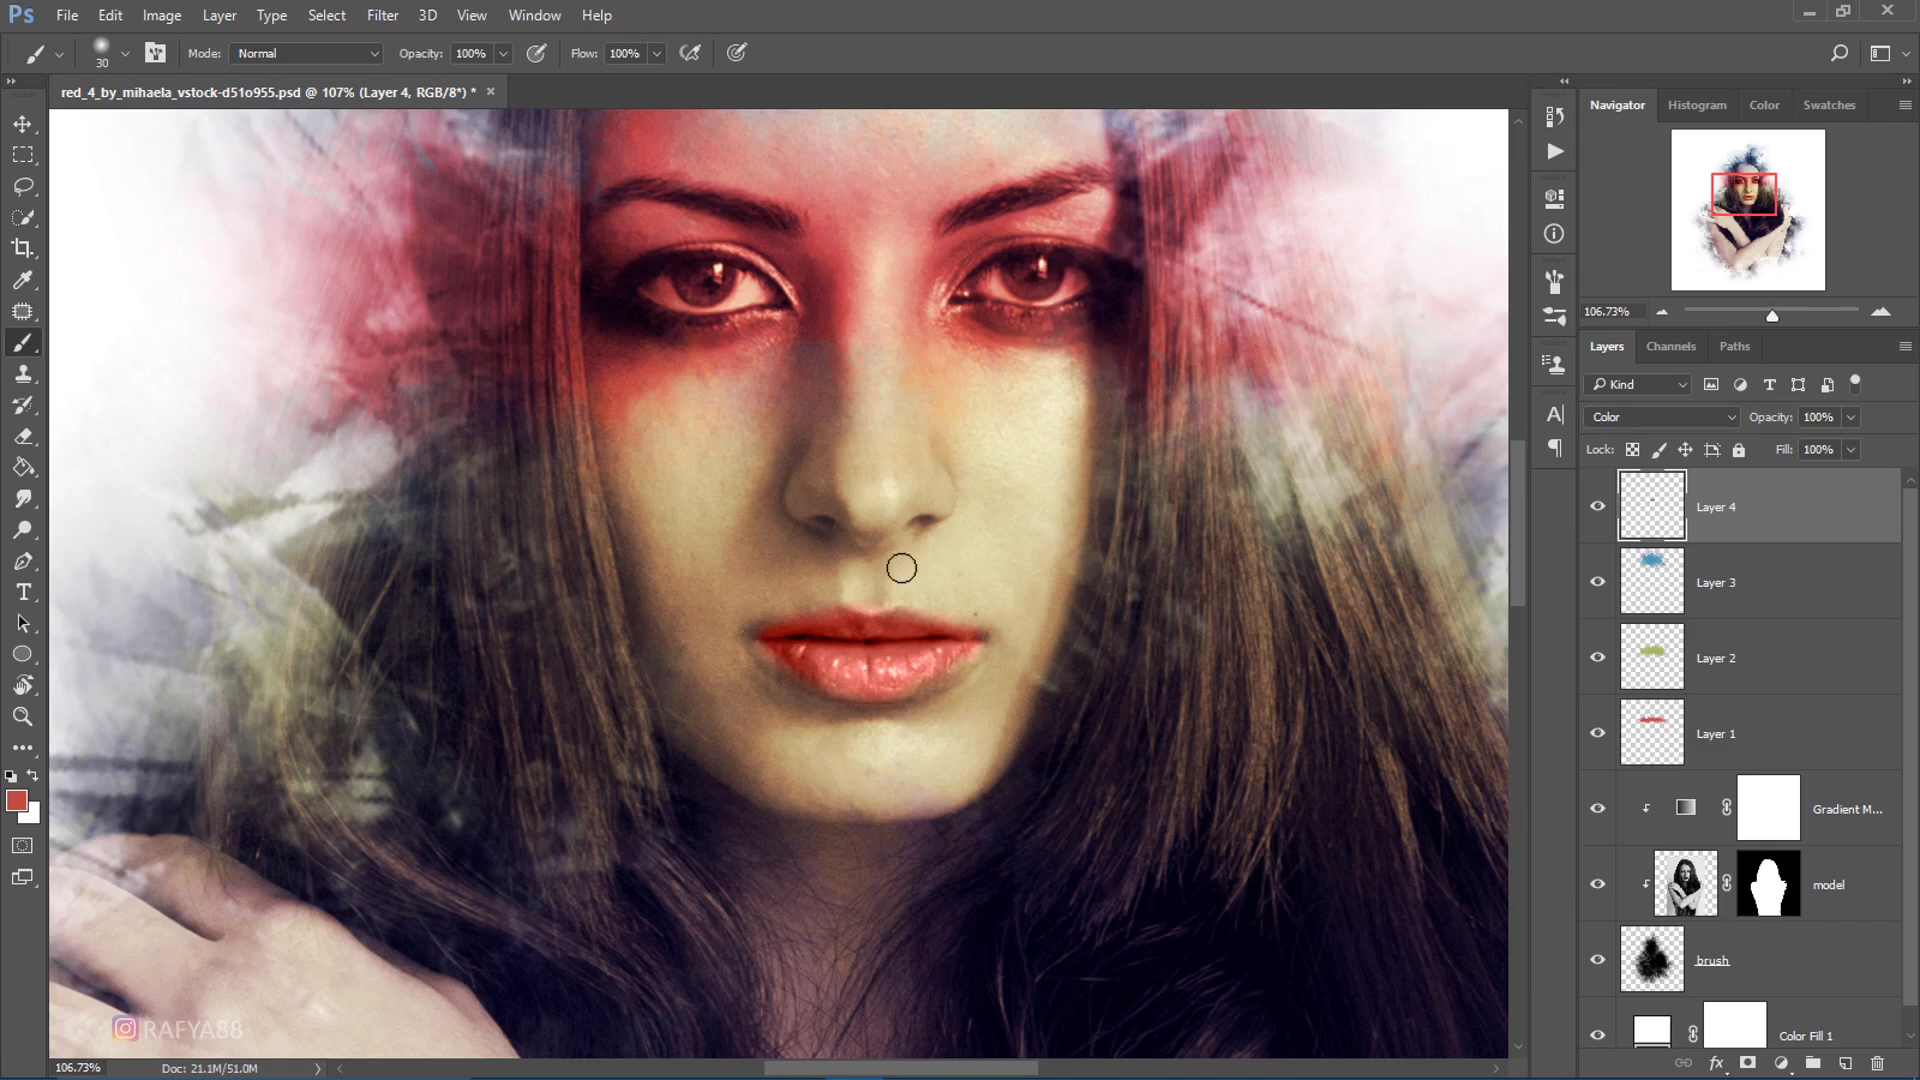 Ps File Edit Image Layer Type Select Filter 3D View Window Help
30 Mode: Normal Opacity: 100% Flow: 100%
red_4_by_mihaela_vstock-d51o955.psd @ 107% (Layer 4, RGB/8*) *
Navigator Histogram Color Swatches
106.73%
Layers Channels Paths
Kind
Color Opacity: 100%
Lock: Fill: 100%
Layer 4
Layer 3
Layer 2
Layer 1
Gradient M...
model
brush
Color Fill 1
fx
RAFYA88
106.73% Doc: 21.1M/51.0M